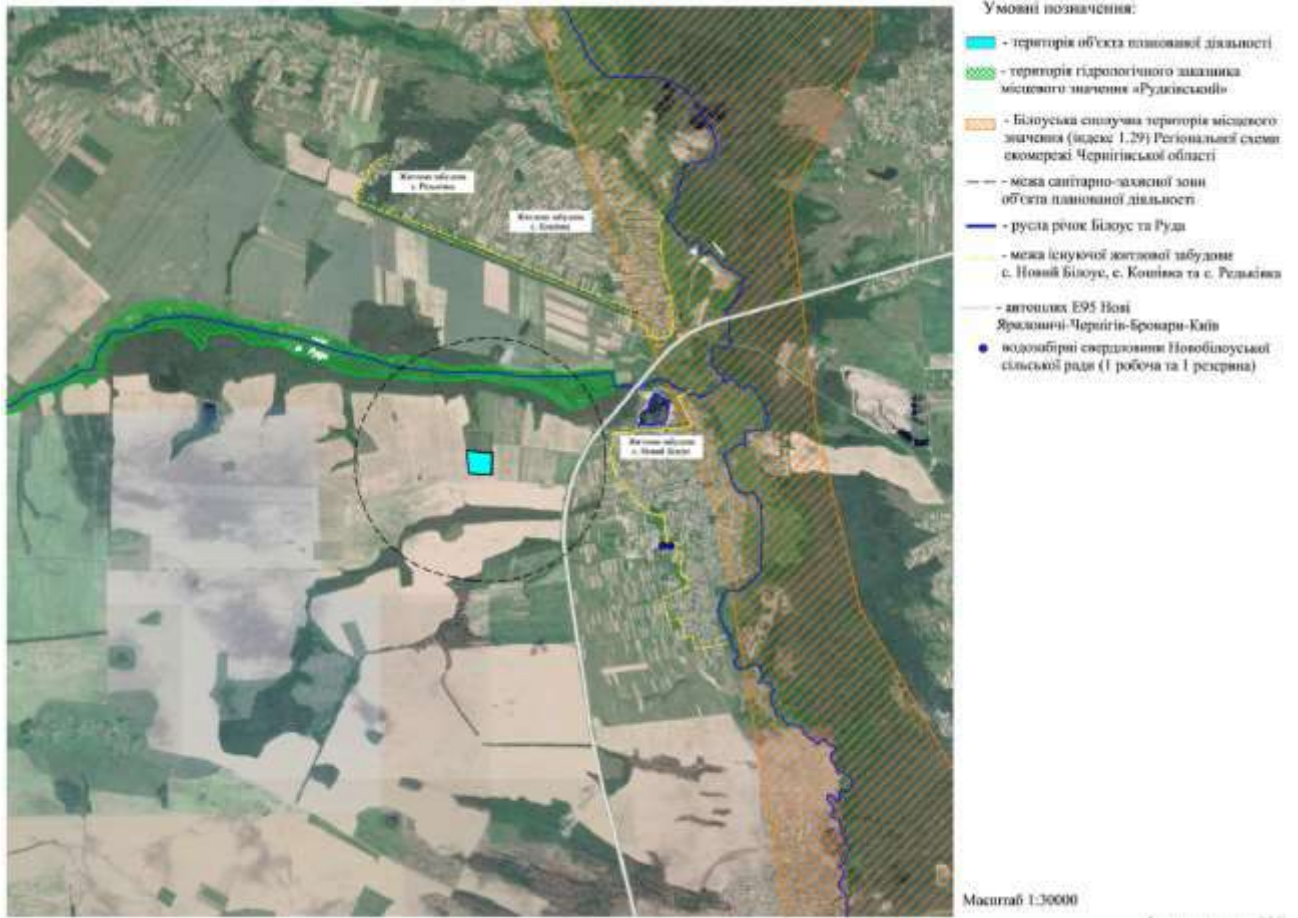 Умовні позначення:
- територія об'єкта планованої діяльності
- територія гідрологічного заказника
місцевого значення «Рудківський»
- Білоуська сполучна територія місцевого
значення (індекс 1.29) Регіональної схеми
екомережі Чернігівської області
- межа санітарно-захисної зони
об'єкта планованої діяльності
- русла річок Білоус та Руда
- межа існуючої житлової забудови
с. Новий Білоус, с. Кошівка та с. Редьківка
- автошлях Е95 Нові
Яриловичі-Чернігів-Бровари-Київ
водозабірні свердловини Новобілоуської
сільської ради (1 робоча та 1 резервна)
Житлова забудова
с. Редьківка
Житлова забудова
с. Кошівка
р. Руда
Житлова забудова
с. Новий Білоус
Масштаб 1:30000